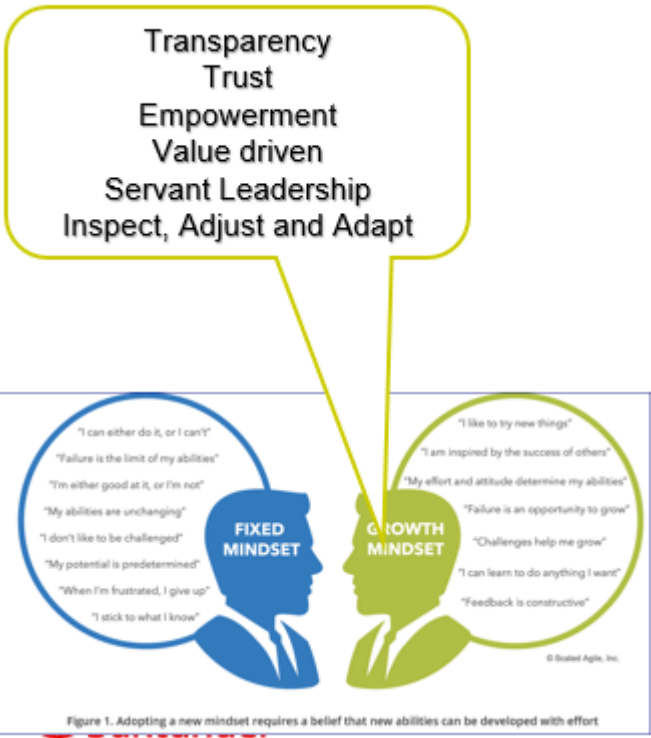 Transparency
Trust
Empowerment
Value driven
Servant Leadership
Inspect, Adjust and Adapt
"I can either do it, or I can't"
"Failure is the limit of my abilities"
"I'm either good at it, or I'm not"
"My abilities are unchanging"
"I don't like to be challenged"
"My potential is predetermined"
"When I'm frustrated, I give up"
"I stick to what I know"
FIXED
MINDSET
GROWTH
MINDSET
"I like to try new things"
"I am inspired by the success of others"
"My effort and attitude determine my abilities"
"Failure is an opportunity to grow"
"Challenges help me grow"
"I can learn to do anything I want"
"Feedback is constructive"
© Scaled Agile, Inc.
Figure 1. Adopting a new mindset requires a belief that new abilities can be developed with effort